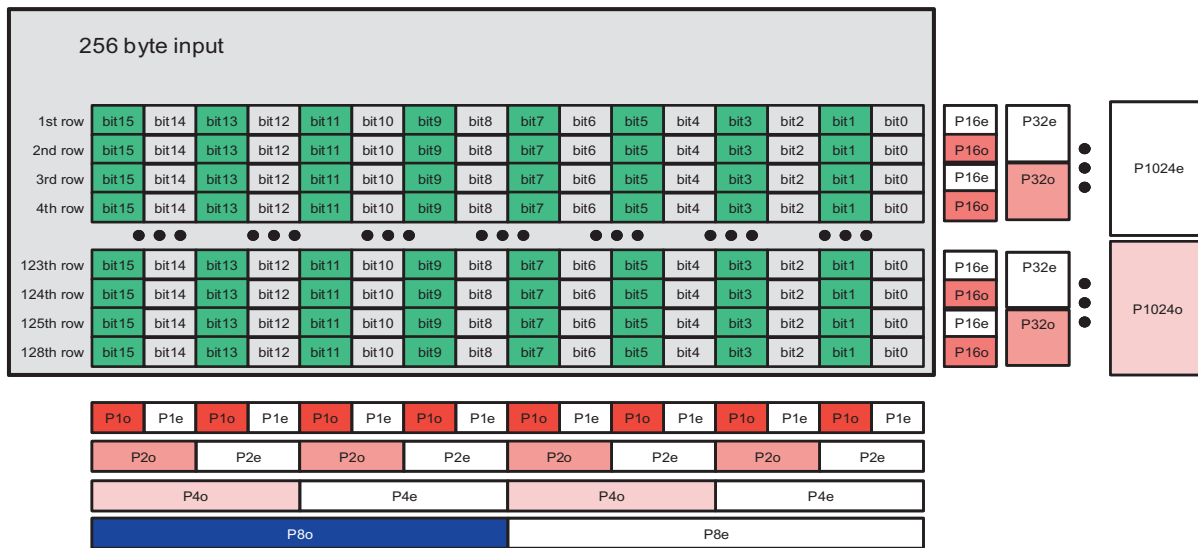 256 byte input
1st row bit15 bit14 bit13 bit12 bit11 bit10 bit9 bit8 bit7 bit6 bit5 bit4 bit3 bit2 bit1 bit0 P16e P32e
2nd row bit15 bit14 bit13 bit12 bit11 bit10 bit9 bit8 bit7 bit6 bit5 bit4 bit3 bit2 bit1 bit0 P16o
3rd row bit15 bit14 bit13 bit12 bit11 bit10 bit9 bit8 bit7 bit6 bit5 bit4 bit3 bit2 bit1 bit0 P16e P32o P1024e
4th row bit15 bit14 bit13 bit12 bit11 bit10 bit9 bit8 bit7 bit6 bit5 bit4 bit3 bit2 bit1 bit0 P16o
123th row bit15 bit14 bit13 bit12 bit11 bit10 bit9 bit8 bit7 bit6 bit5 bit4 bit3 bit2 bit1 bit0 P16e P32e
124th row bit15 bit14 bit13 bit12 bit11 bit10 bit9 bit8 bit7 bit6 bit5 bit4 bit3 bit2 bit1 bit0 P16o
125th row bit15 bit14 bit13 bit12 bit11 bit10 bit9 bit8 bit7 bit6 bit5 bit4 bit3 bit2 bit1 bit0 P16e P32o P1024o
128th row bit15 bit14 bit13 bit12 bit11 bit10 bit9 bit8 bit7 bit6 bit5 bit4 bit3 bit2 bit1 bit0 P16o
P1o P1e P1o P1e P1o P1e P1o P1e P1o P1e P1o P1e P1o P1e P1o P1e
P2o P2e P2o P2e P2o P2e P2o P2e
P4o P4e P4o P4e
P8o P8e